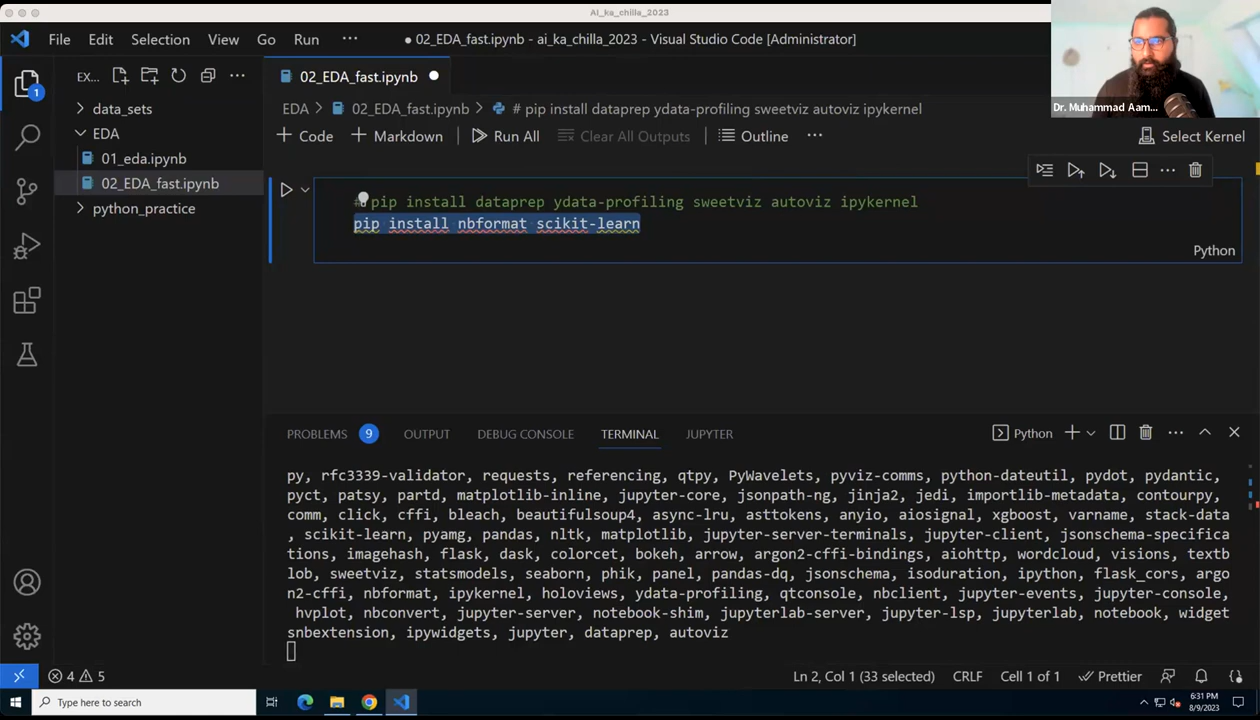 Ai_ka_chilla_2023
File Edit Selection View Go Run ··· 02_EDA_fast.ipynb - ai_ka_chilla_2023 - Visual Studio Code [Administrator]
EX... ···
02_EDA_fast.ipynb
Dr. Muhammad Aam...
data_sets
EDA > 02_EDA_fast.ipynb > # pip install dataprep ydata-profiling sweetviz autoviz ipykernel
EDA
+ Code + Markdown Run All Clear All Outputs Outline ··· Select Kernel
01_eda.ipynb
02_EDA_fast.ipynb
python_practice
1
# pip install dataprep ydata-profiling sweetviz autoviz ipykernel
pip install nbformat scikit-learn
Python
PROBLEMS 9 OUTPUT DEBUG CONSOLE TERMINAL JUPYTER Python
py, rfc3339-validator, requests, referencing, qtpy, PyWavelets, pyviz-comms, python-dateutil, pydot, pydantic,
pyct, patsy, partd, matplotlib-inline, jupyter-core, jsonpath-ng, jinja2, jedi, importlib-metadata, contourpy,
comm, click, cffi, bleach, beautifulsoup4, async-lru, asttokens, anyio, aiosignal, xgboost, varname, stack-data
, scikit-learn, pyamg, pandas, nltk, matplotlib, jupyter-server-terminals, jupyter-client, jsonschema-specifica
tions, imagehash, flask, dask, colorcet, bokeh, arrow, argon2-cffi-bindings, aiohttp, wordcloud, visions, textb
lob, sweetviz, statsmodels, seaborn, phik, panel, pandas-dq, jsonschema, isoduration, ipython, flask_cors, argo
n2-cffi, nbformat, ipykernel, holoviews, ydata-profiling, qtconsole, nbclient, jupyter-events, jupyter-console,
hvplot, nbconvert, jupyter-server, notebook-shim, jupyterlab-server, jupyter-lsp, jupyterlab, notebook, widget
snbextension, ipywidgets, jupyter, dataprep, autoviz
4 5 Ln 2, Col 1 (33 selected) CRLF Cell 1 of 1 Prettier
Type here to search
6:31 PM
8/9/2023